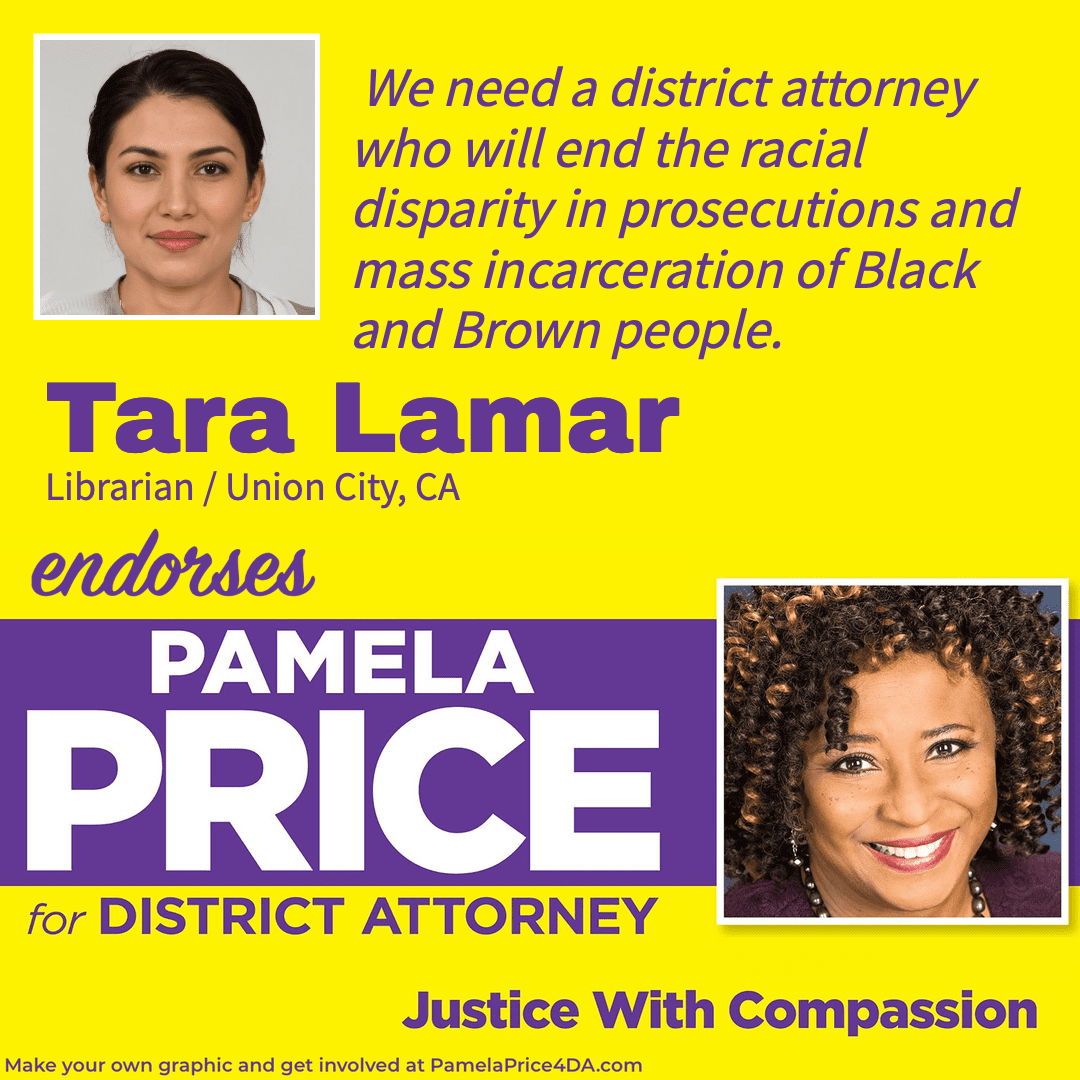 We need a district attorney
who will end the racial
disparity in prosecutions and
mass incarceration of Black
and Brown people.
Tara Lamar
Librarian / Union City, CA
endorses
PAMELA
PRICE
for DISTRICT ATTORNEY
Justice With Compassion
Make your own graphic and get involved at PamelaPrice4DA.com